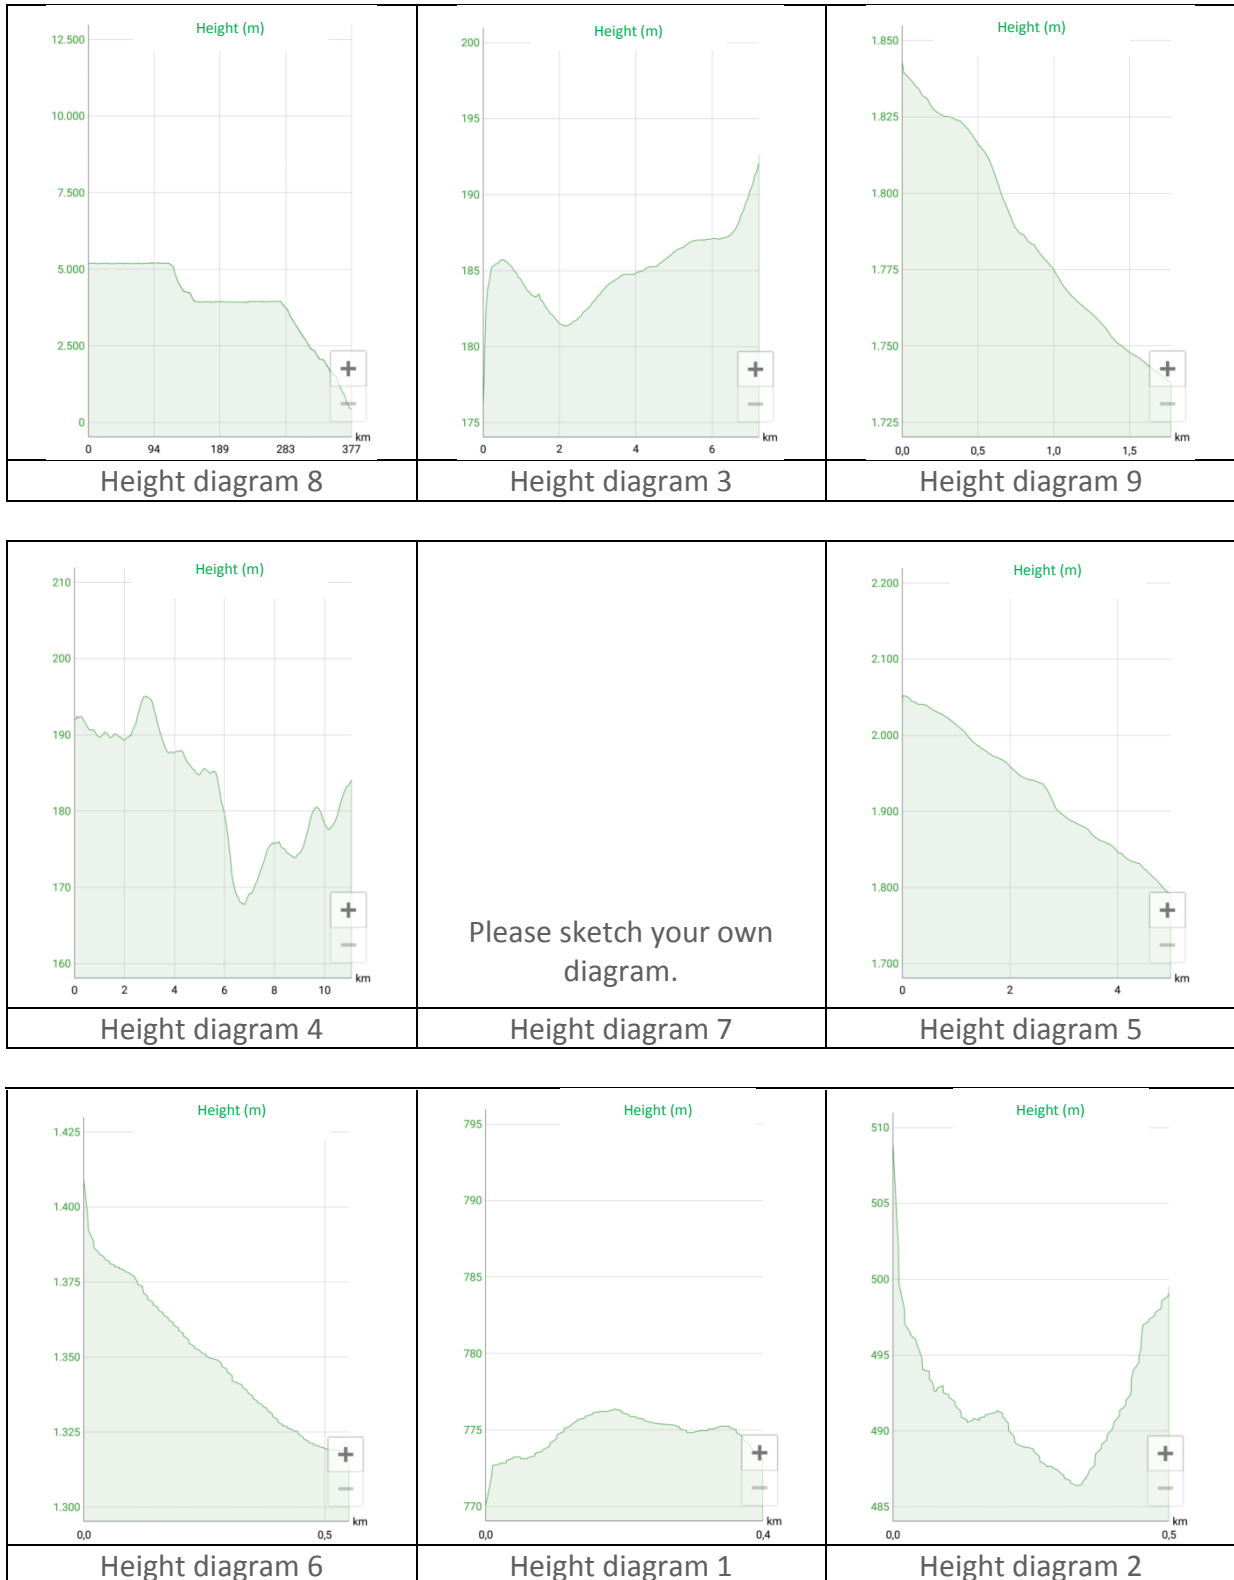 Height (m)
12.500
10.000
7.500
5.000
2.500
0
+
−
km
0 94 189 283 377
Height diagram 8
Height (m)
200
195
190
185
180
175
+
−
km
0 2 4 6
Height diagram 3
Height (m)
1.850
1.825
1.800
1.775
1.750
1.725
+
−
km
0,0 0,5 1,0 1,5
Height diagram 9
Height (m)
210
200
190
180
170
160
+
−
km
0 2 4 6 8 10
Height diagram 4
Please sketch your own
diagram.
Height diagram 7
Height (m)
2.200
2.100
2.000
1.900
1.800
1.700
+
−
km
0 2 4
Height diagram 5
Height (m)
1.425
1.400
1.375
1.350
1.325
1.300
+
−
km
0,0 0,5
Height diagram 6
Height (m)
795
790
785
780
775
770
+
−
km
0,0 0,4
Height diagram 1
Height (m)
510
505
500
495
490
485
+
−
km
0,0 0,5
Height diagram 2